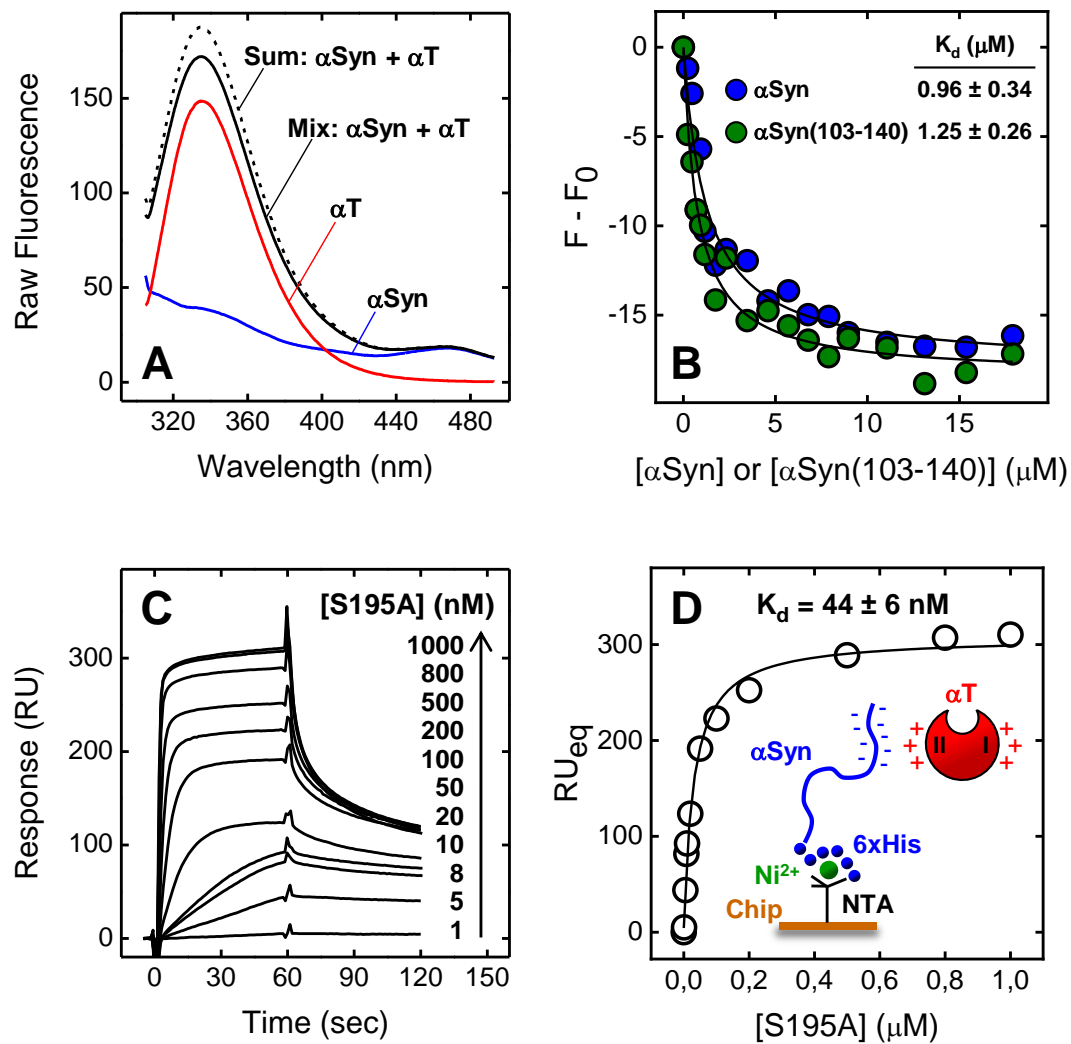 A
Raw Fluorescence
150
100
50
0
320 360 400 440 480
Wavelength (nm)
Sum: αSyn + αT
Mix: αSyn + αT
αT
αSyn
B
F - F₀
0
-5
-10
-15
0 5 10 15
[αSyn] or [αSyn(103-140)] (μM)
K_d (μM)
αSyn 0.96 ± 0.34
αSyn(103-140) 1.25 ± 0.26
C
[S195A] (nM)
1000
800
500
200
100
50
20
10
8
5
1
Response (RU)
300
200
100
0
0 30 60 90 120 150
Time (sec)
D
K_d = 44 ± 6 nM
RU_eq
300
200
100
0
0,0 0,2 0,4 0,6 0,8 1,0
[S195A] (μM)
αT
II I
+ + + + + +
αSyn
- - - - - - -
6xHis
Ni²⁺
NTA
Chip